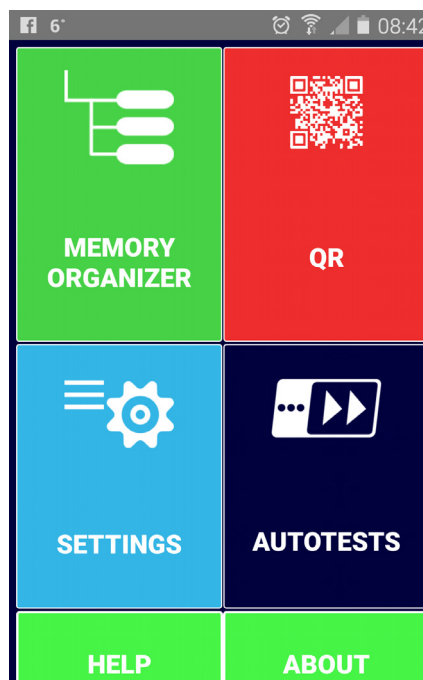 6° 08:42
MEMORY
ORGANIZER
QR
SETTINGS
AUTOTESTS
HELP
ABOUT